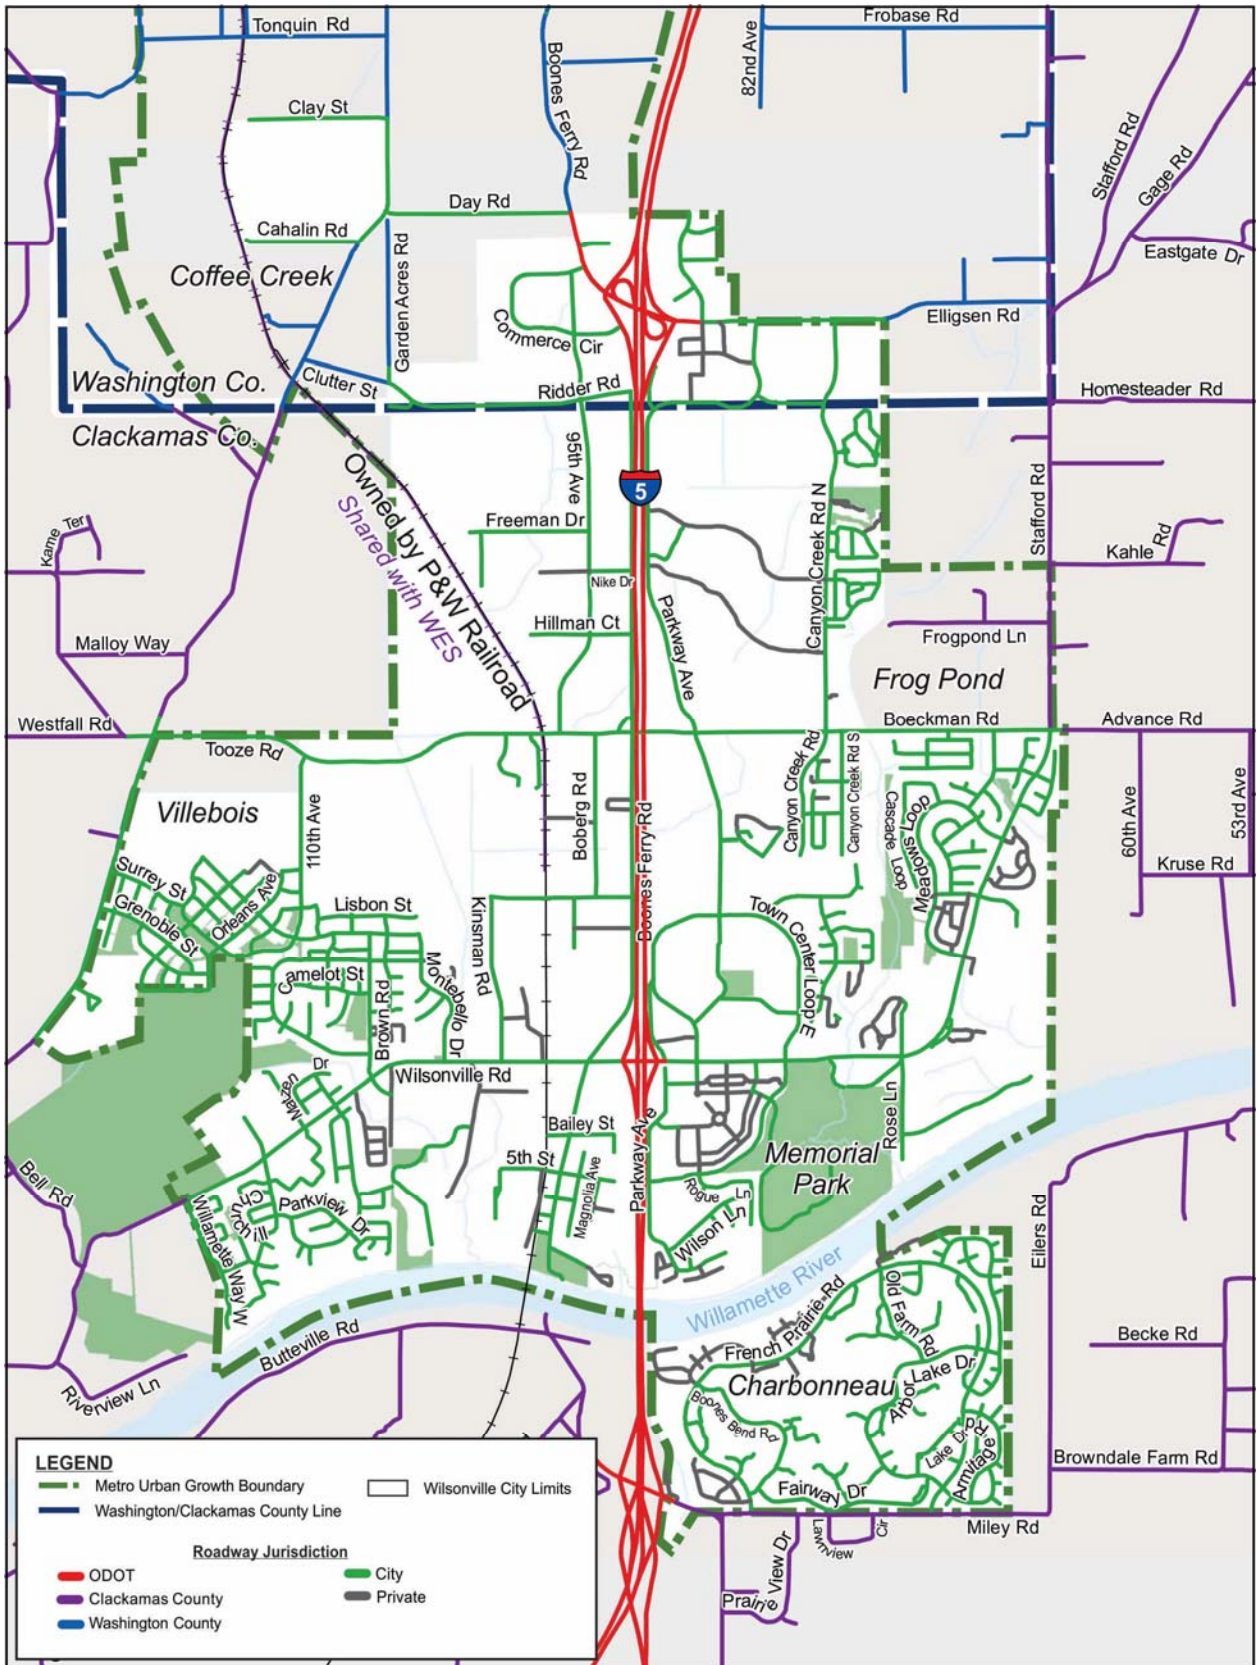 Tonquin Rd
Frobase Rd
82nd Ave
Boones Ferry Rd
Clay St
Stafford Rd
Gage Rd
Day Rd
Cahalin Rd
Eastgate Dr
Coffee Creek
Garden Acres Rd
Elligsen Rd
Commerce Cir
Washington Co.
Clutter St
Ridder Rd
Homesteader Rd
Clackamas Co.
95th Ave
Owned by P&W Railroad
Shared with WES
5
Canyon Creek Rd N
Stafford Rd
Freeman Dr
Kame Ter
Kahle Rd
Nike Dr
Parkway Ave
Hillman Ct
Frogpond Ln
Malloy Way
Frog Pond
Westfall Rd
Boeckman Rd
Advance Rd
Tooze Rd
Canyon Creek Rd
Canyon Creek Rd S
Villebois
110th Ave
Boberg Rd
Boones Ferry Rd
Cascade Loop
Meadows Loop
60th Ave
53rd Ave
Kruse Rd
Surrey St
Orleans Ave
Grenoble St
Lisbon St
Kinsman Rd
Town Center Loop E
Camelot St
Montebello Dr
Brown Rd
Dr
Wilsonville Rd
Rose Ln
Bailey St
Parkway Ave
Memorial
Park
5th St
Magnolia Ave
Rogue Ln
Bell Rd
Churchill
Parkview Dr
Wilson Ln
Willamette Way W
Eilers Rd
Willamette River
Old Farm Rd
French Prairie Rd
Butteville Rd
Becke Rd
Riverview Ln
Charbonneau
Arbor Lake Dr
Boones Bend Rd
Lake Dr
Armitage Rd
Browndale Farm Rd
Fairway Dr
Miley Rd
Lawnview Cir
Prairie View Dr
LEGEND
Metro Urban Growth Boundary
Wilsonville City Limits
Washington/Clackamas County Line
Roadway Jurisdiction
ODOT
City
Clackamas County
Private
Washington County